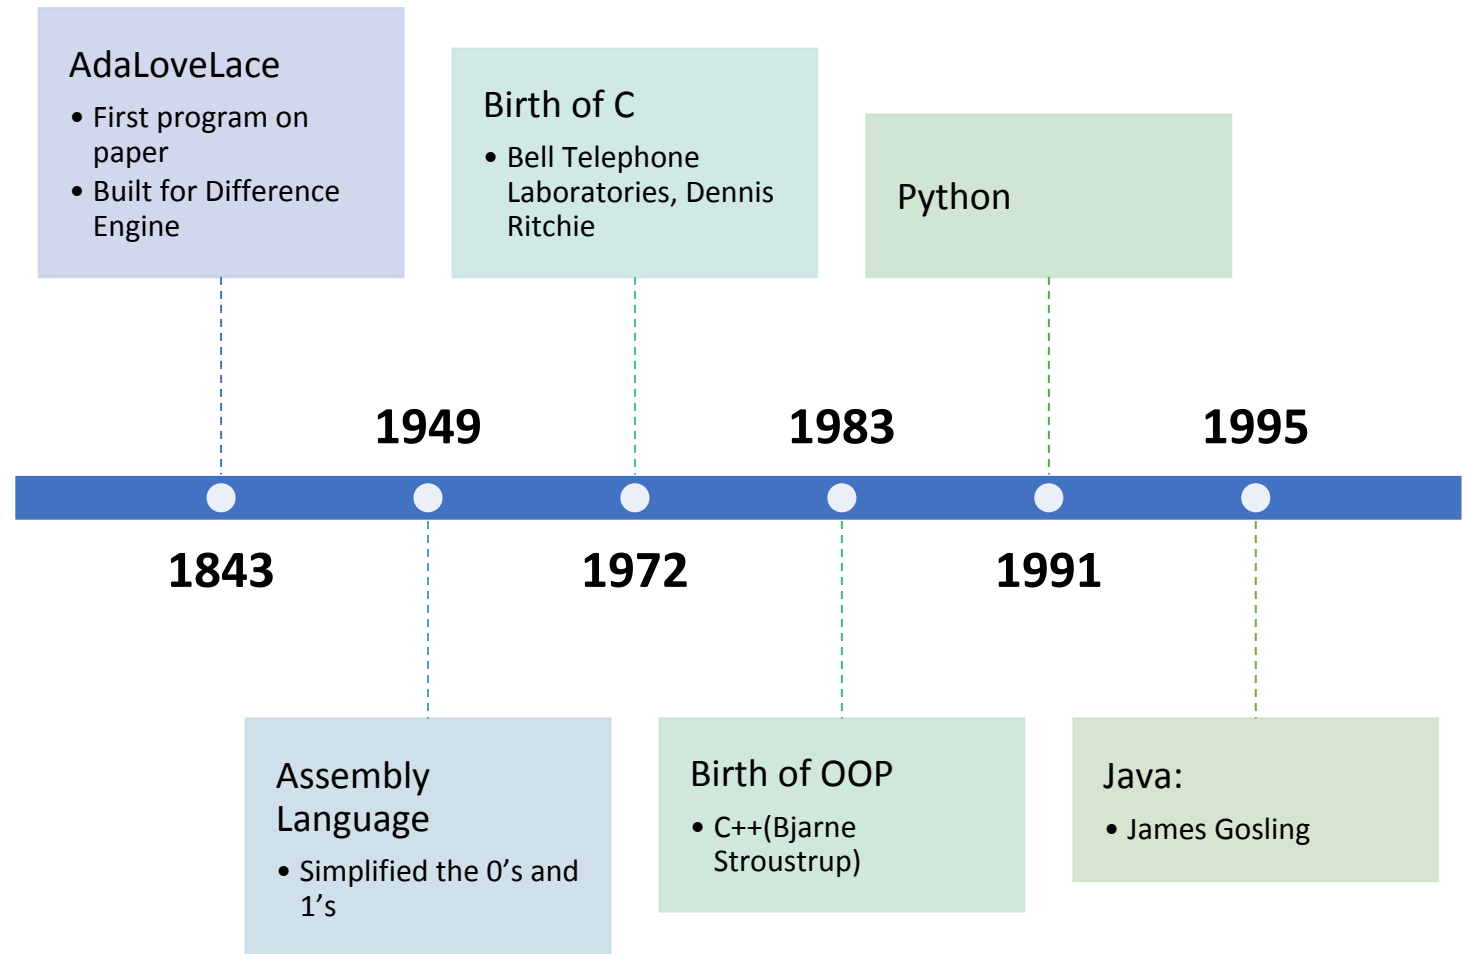 AdaLoveLace
• First program on
paper
• Built for Difference
Engine
Birth of C
• Bell Telephone
Laboratories, Dennis
Ritchie
Python
1949
1983
1995
1843
1972
1991
Assembly
Language
• Simplified the 0’s and
1’s
Birth of OOP
• C++(Bjarne
Stroustrup)
Java:
• James Gosling